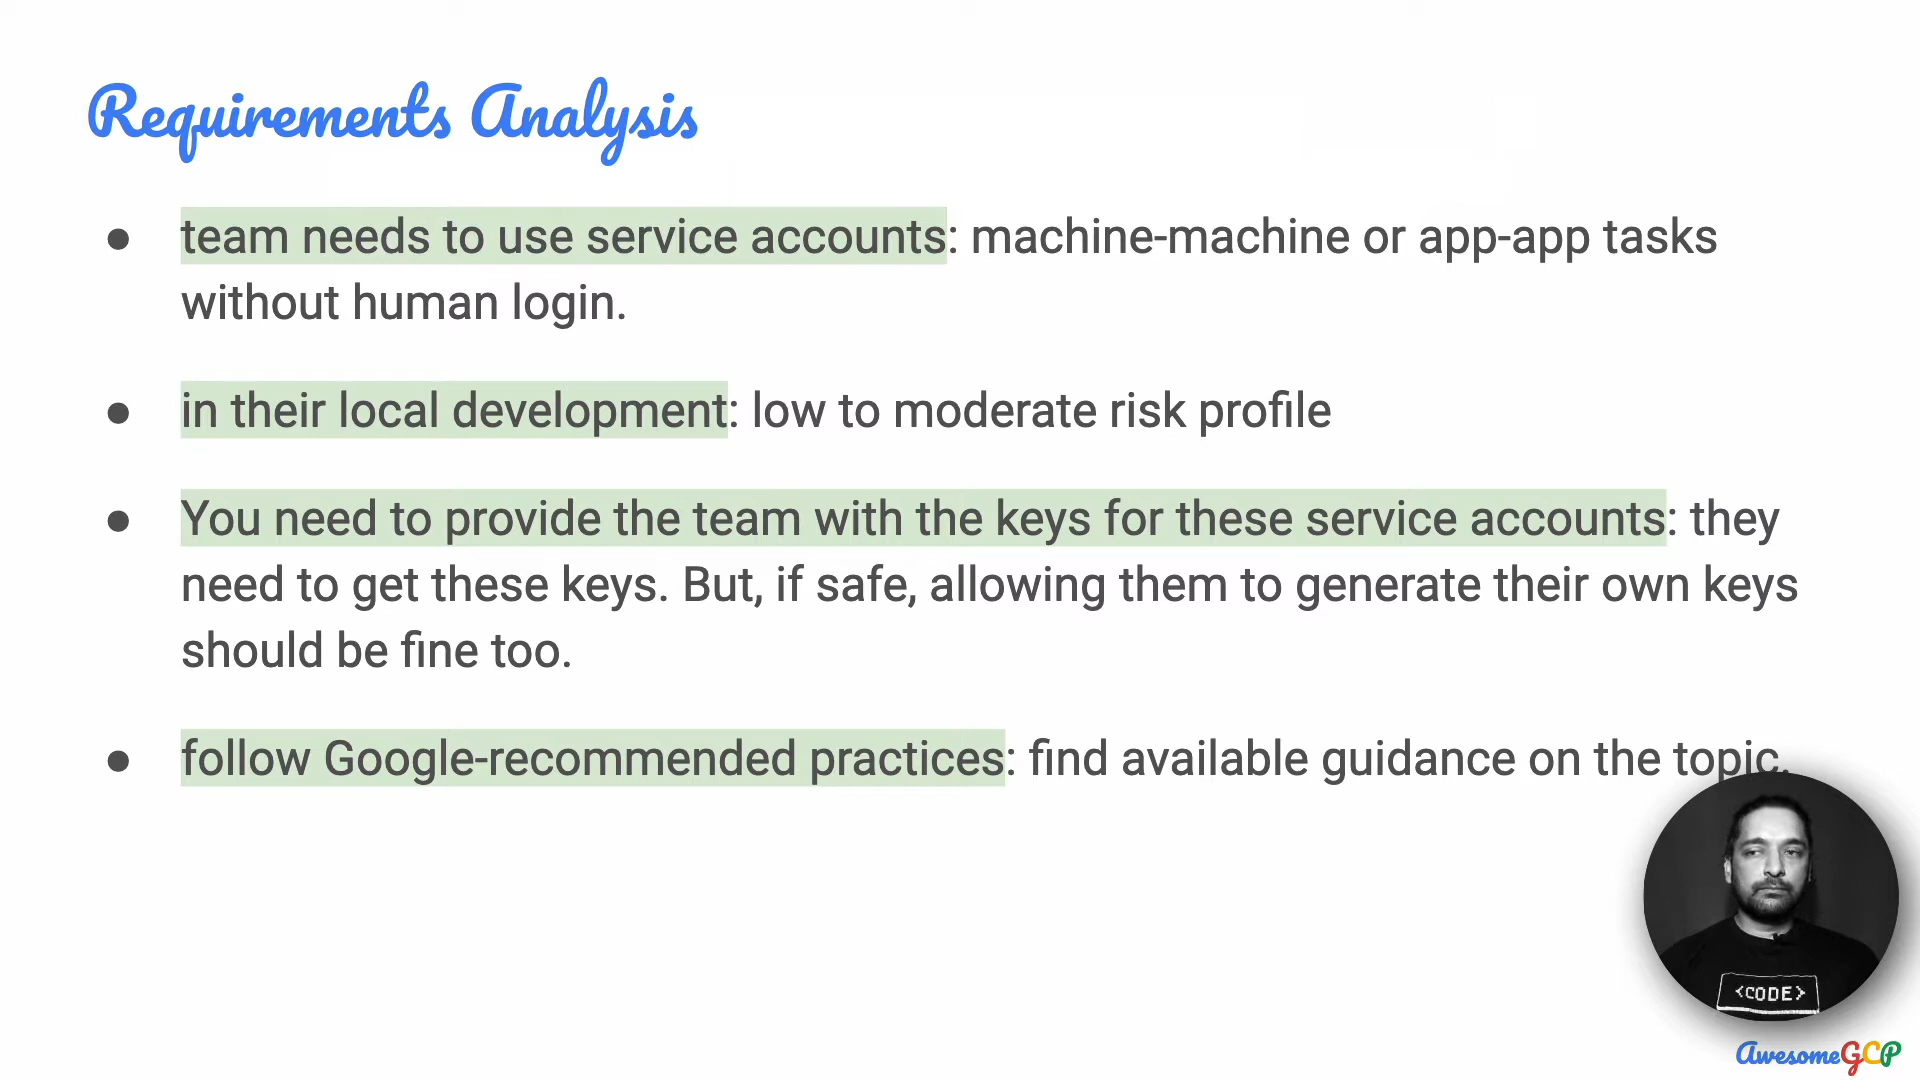 Requirements Analysis
● team needs to use service accounts: machine-machine or app-app tasks
without human login.
● in their local development: low to moderate risk profile
● You need to provide the team with the keys for these service accounts: they
need to get these keys. But, if safe, allowing them to generate their own keys
should be fine too.
● follow Google-recommended practices: find available guidance on the topic.
<CODE>
AwesomeGCP